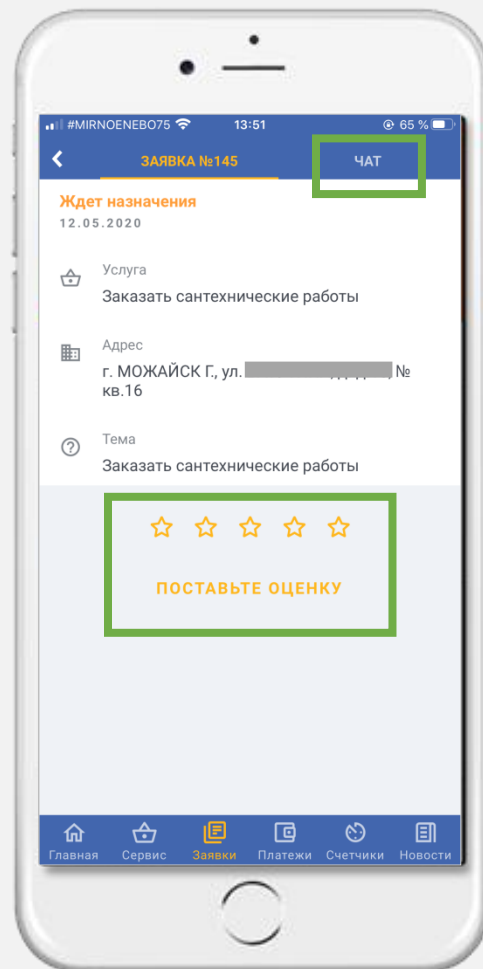 #MIRNOENEBO75 13:51 65 %
ЗАЯВКА №145 ЧАТ
Ждет назначения
12.05.2020
Услуга
Заказать сантехнические работы
Адрес
г. МОЖАЙСК Г., ул. №
кв.16
Тема
Заказать сантехнические работы
ПОСТАВЬТЕ ОЦЕНКУ
Главная Сервис Заявки Платежи Счетчики Новости